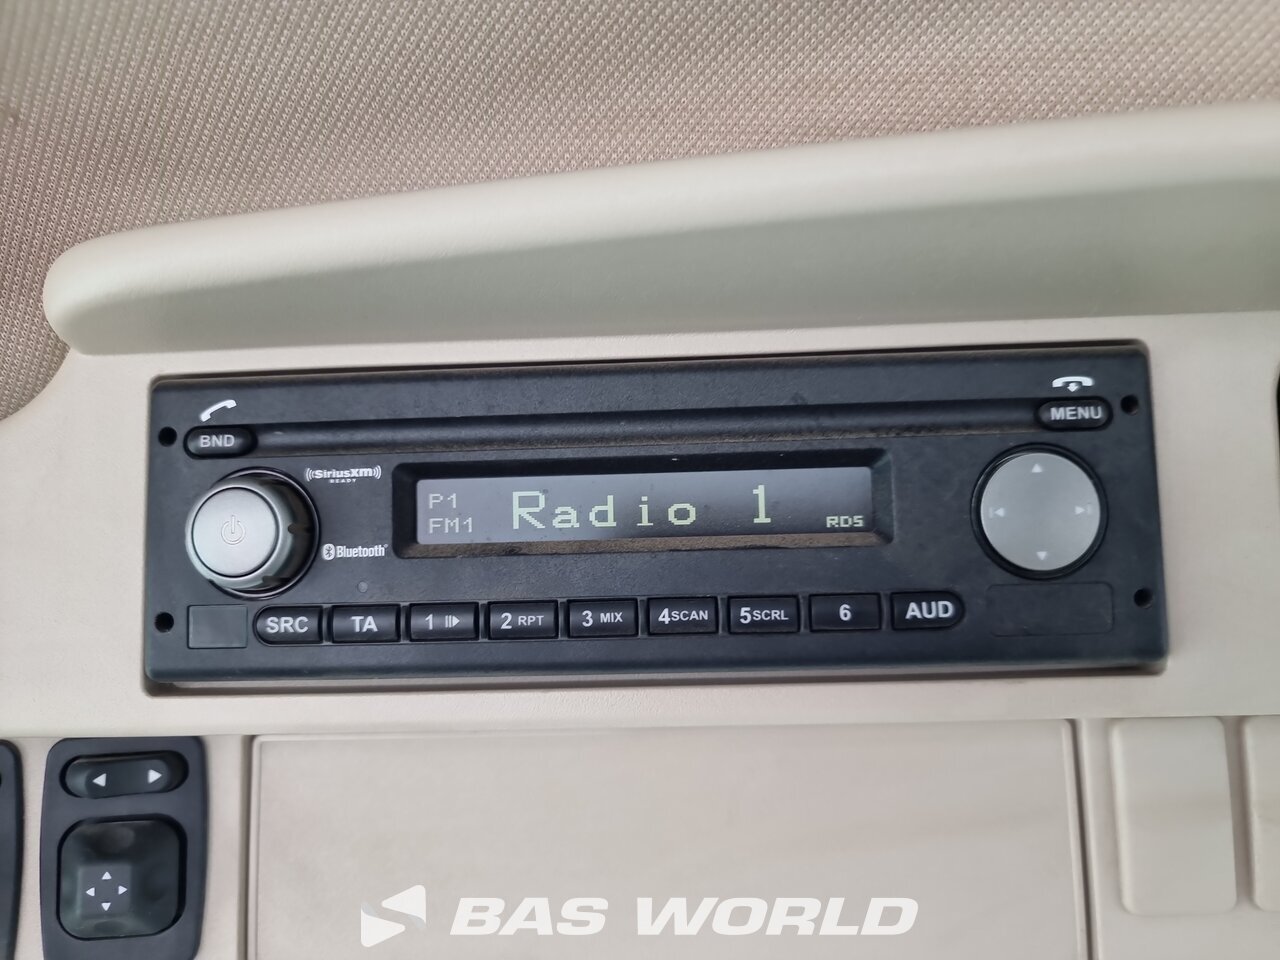 BND
MENU
SiriusXM
READY
P1
FM1
Radio 1
RDS
Bluetooth
SRC
TA
1
2 RPT
3 MIX
4 SCAN
5 SCRL
6
AUD
BAS WORLD